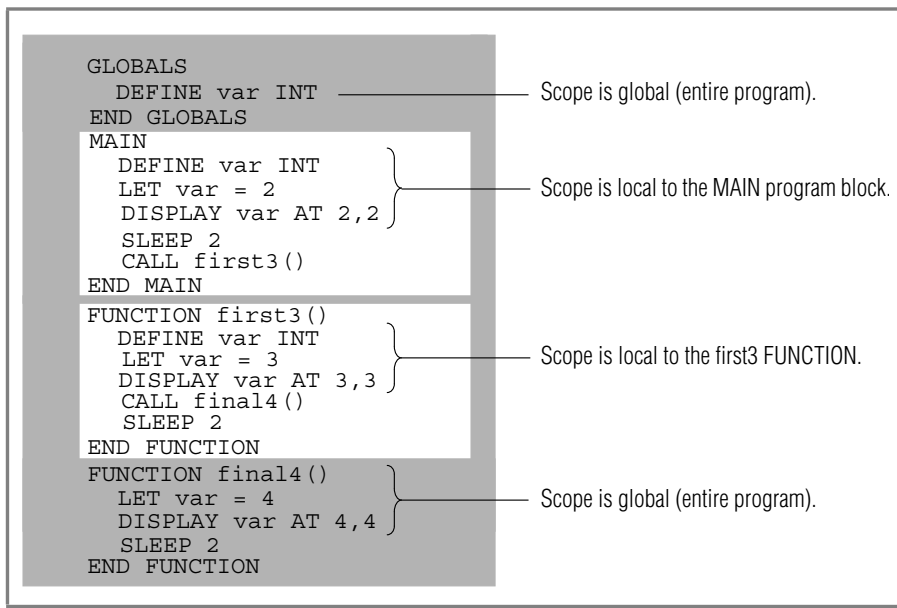 GLOBALS
DEFINE var INT
Scope is global (entire program).
END GLOBALS
MAIN
DEFINE var INT
LET var = 2
Scope is local to the MAIN program block.
DISPLAY var AT 2,2
SLEEP 2
CALL first3()
END MAIN
FUNCTION first3()
DEFINE var INT
LET var = 3
Scope is local to the first3 FUNCTION.
DISPLAY var AT 3,3
CALL final4()
SLEEP 2
END FUNCTION
FUNCTION final4()
LET var = 4
Scope is global (entire program).
DISPLAY var AT 4,4
SLEEP 2
END FUNCTION